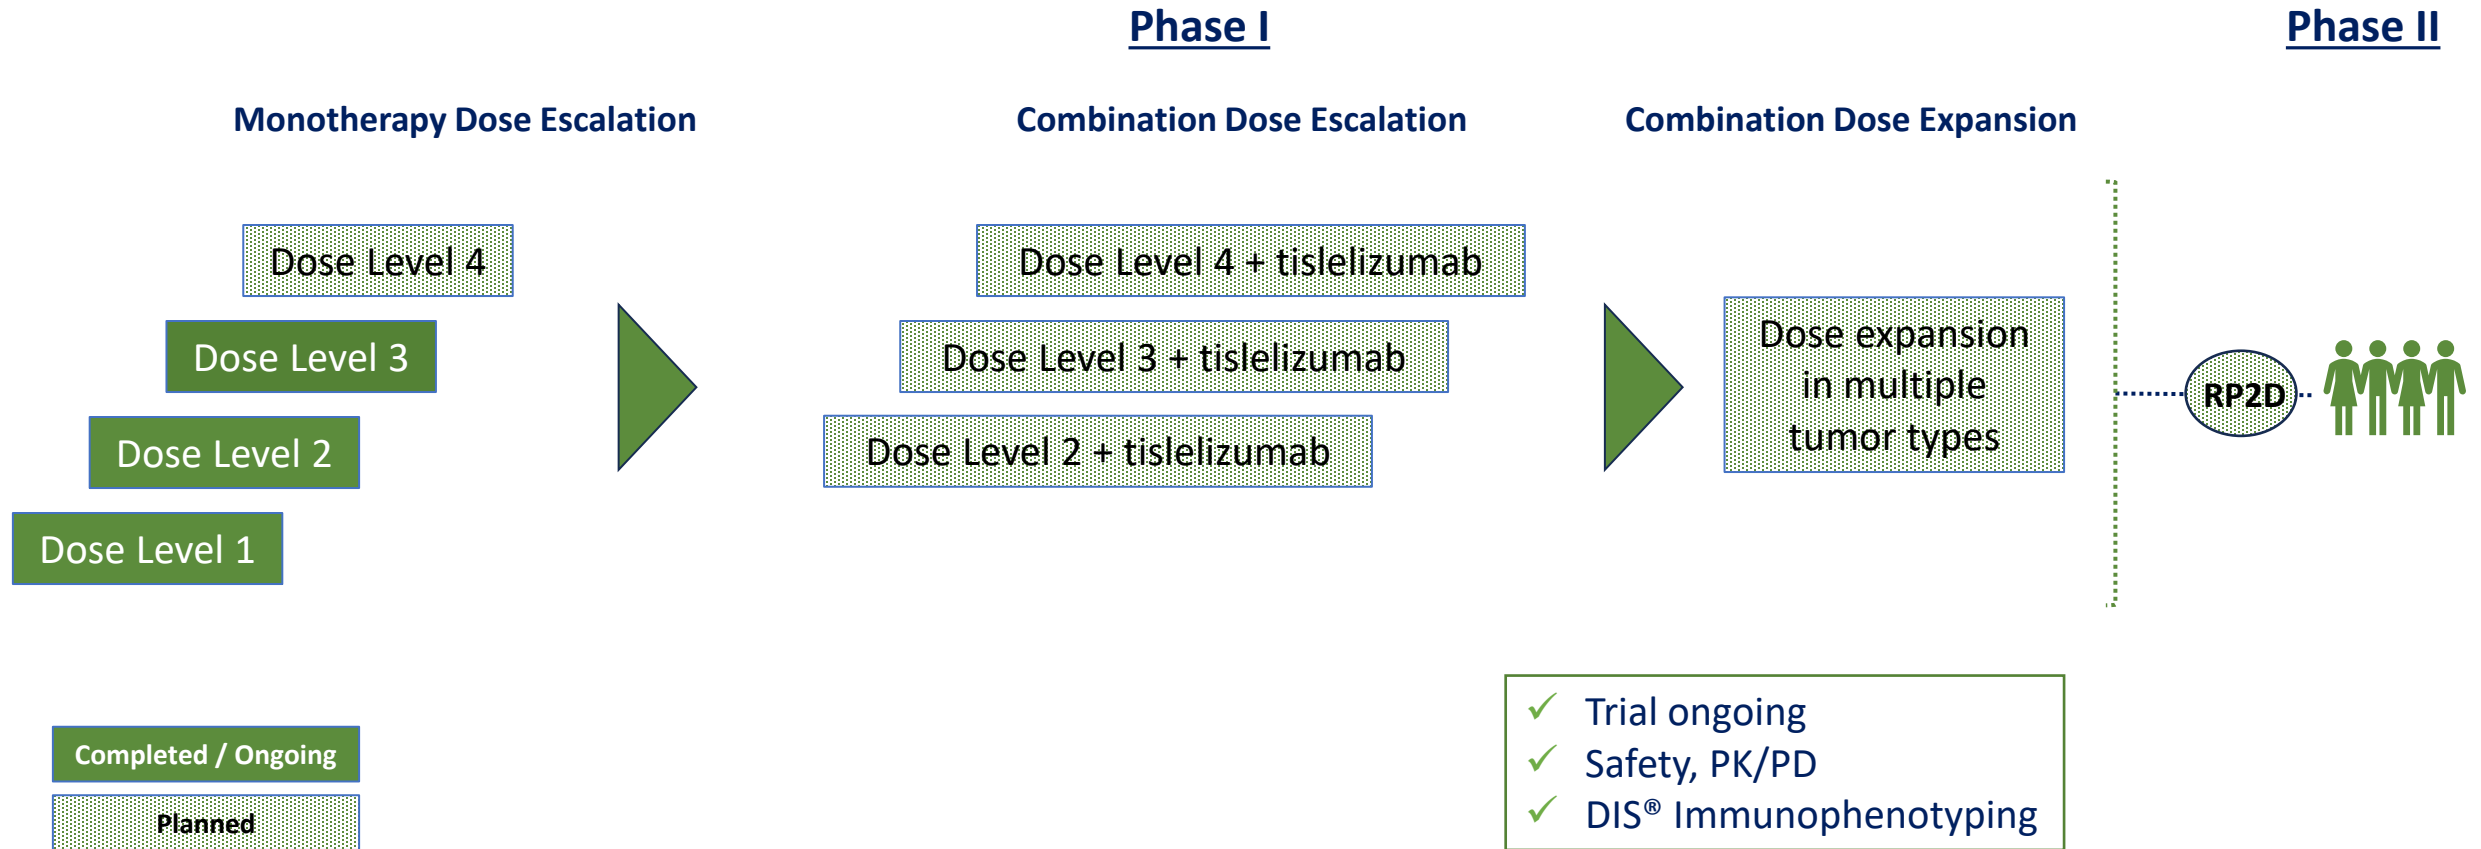 Phase I
Phase II
Monotherapy Dose Escalation
Combination Dose Escalation
Combination Dose Expansion
Dose Level 4
Dose Level 3
Dose Level 2
Dose Level 1
Dose Level 4 + tislelizumab
Dose Level 3 + tislelizumab
Dose Level 2 + tislelizumab
Dose expansion
in multiple
tumor types
RP2D
Completed / Ongoing
Planned
✓ Trial ongoing
✓ Safety, PK/PD
✓ DIS® Immunophenotyping